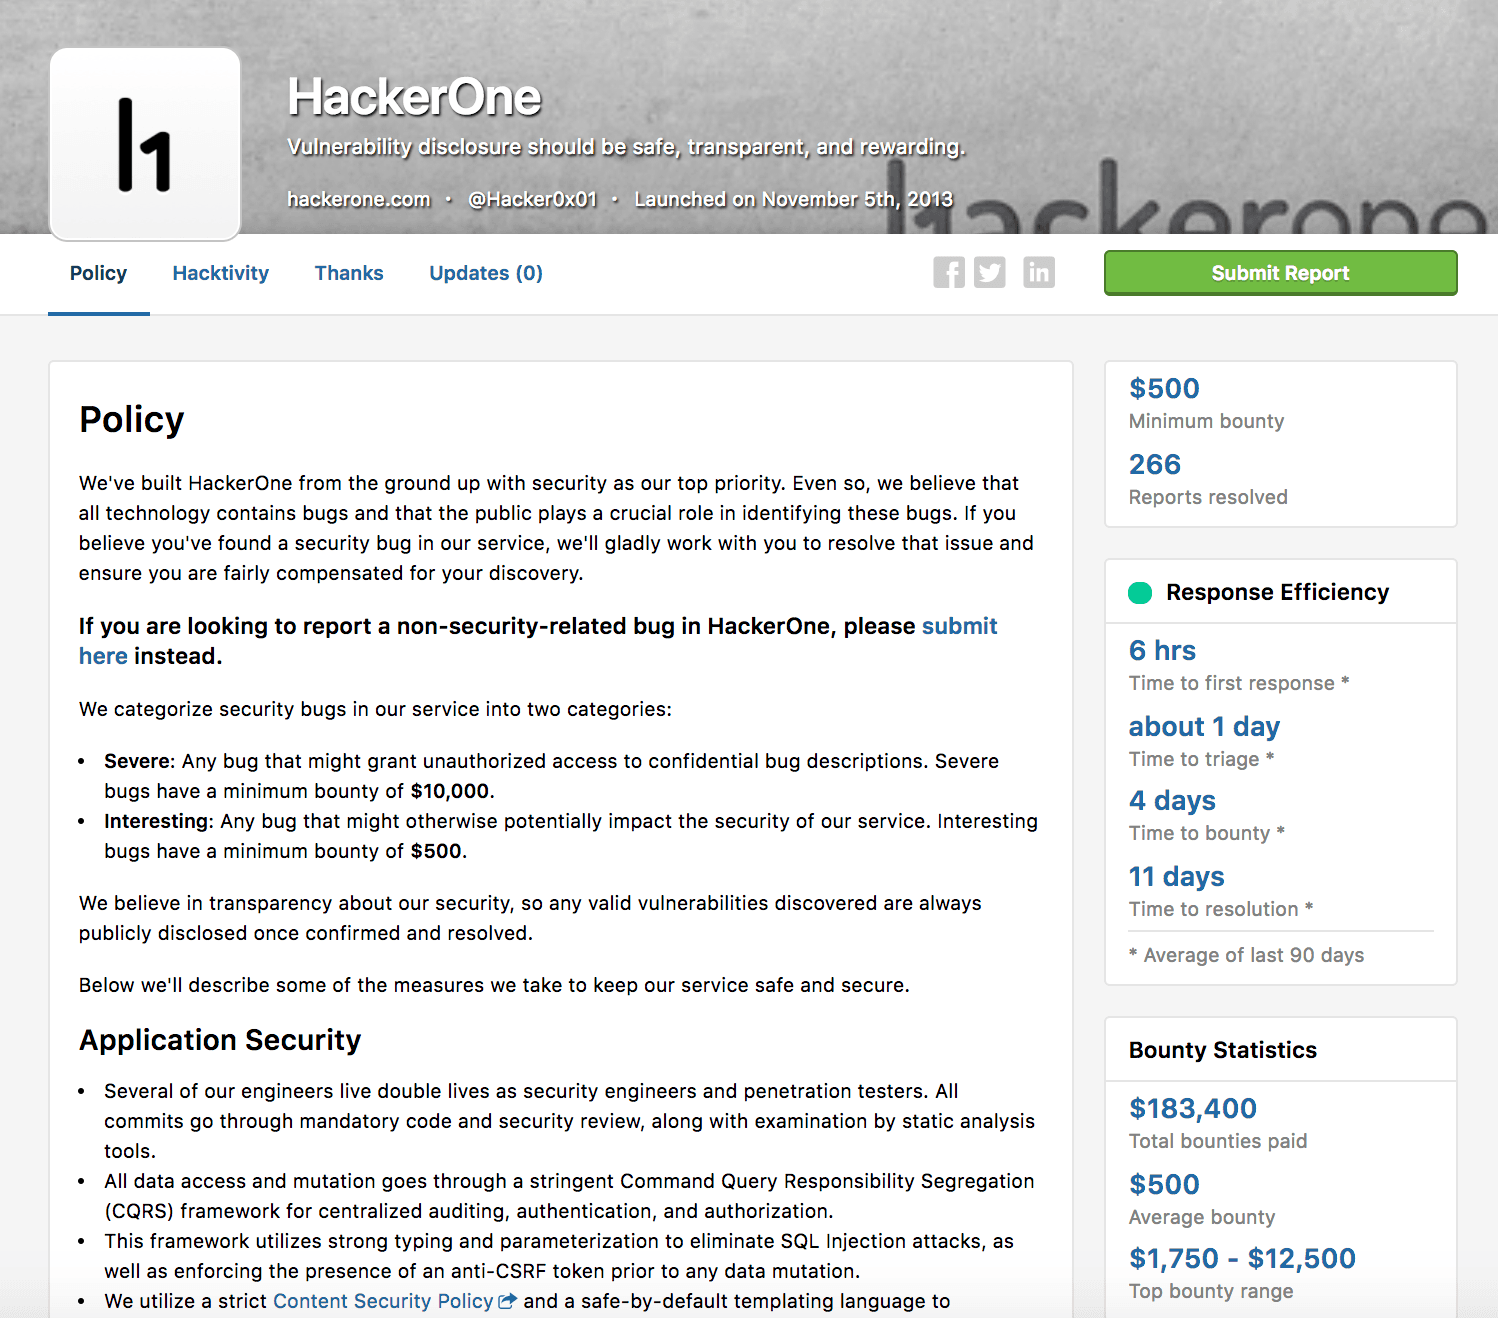 h1
HackerOne
Vulnerability disclosure should be safe, transparent, and rewarding.
hackerone.com • @Hacker0x01 • Launched on November 5th, 2013
hackerone
Policy Hacktivity Thanks Updates (0)
Submit Report
Policy
We've built HackerOne from the ground up with security as our top priority. Even so, we believe that
all technology contains bugs and that the public plays a crucial role in identifying these bugs. If you
believe you've found a security bug in our service, we'll gladly work with you to resolve that issue and
ensure you are fairly compensated for your discovery.
If you are looking to report a non-security-related bug in HackerOne, please submit
here instead.
We categorize security bugs in our service into two categories:
• Severe: Any bug that might grant unauthorized access to confidential bug descriptions. Severe
bugs have a minimum bounty of $10,000.
• Interesting: Any bug that might otherwise potentially impact the security of our service. Interesting
bugs have a minimum bounty of $500.
We believe in transparency about our security, so any valid vulnerabilities discovered are always
publicly disclosed once confirmed and resolved.
Below we'll describe some of the measures we take to keep our service safe and secure.
Application Security
• Several of our engineers live double lives as security engineers and penetration testers. All
commits go through mandatory code and security review, along with examination by static analysis
tools.
• All data access and mutation goes through a stringent Command Query Responsibility Segregation
(CQRS) framework for centralized auditing, authentication, and authorization.
• This framework utilizes strong typing and parameterization to eliminate SQL Injection attacks, as
well as enforcing the presence of an anti-CSRF token prior to any data mutation.
• We utilize a strict Content Security Policy and a safe-by-default templating language to
$500
Minimum bounty
266
Reports resolved
Response Efficiency
6 hrs
Time to first response *
about 1 day
Time to triage *
4 days
Time to bounty *
11 days
Time to resolution *
* Average of last 90 days
Bounty Statistics
$183,400
Total bounties paid
$500
Average bounty
$1,750 - $12,500
Top bounty range